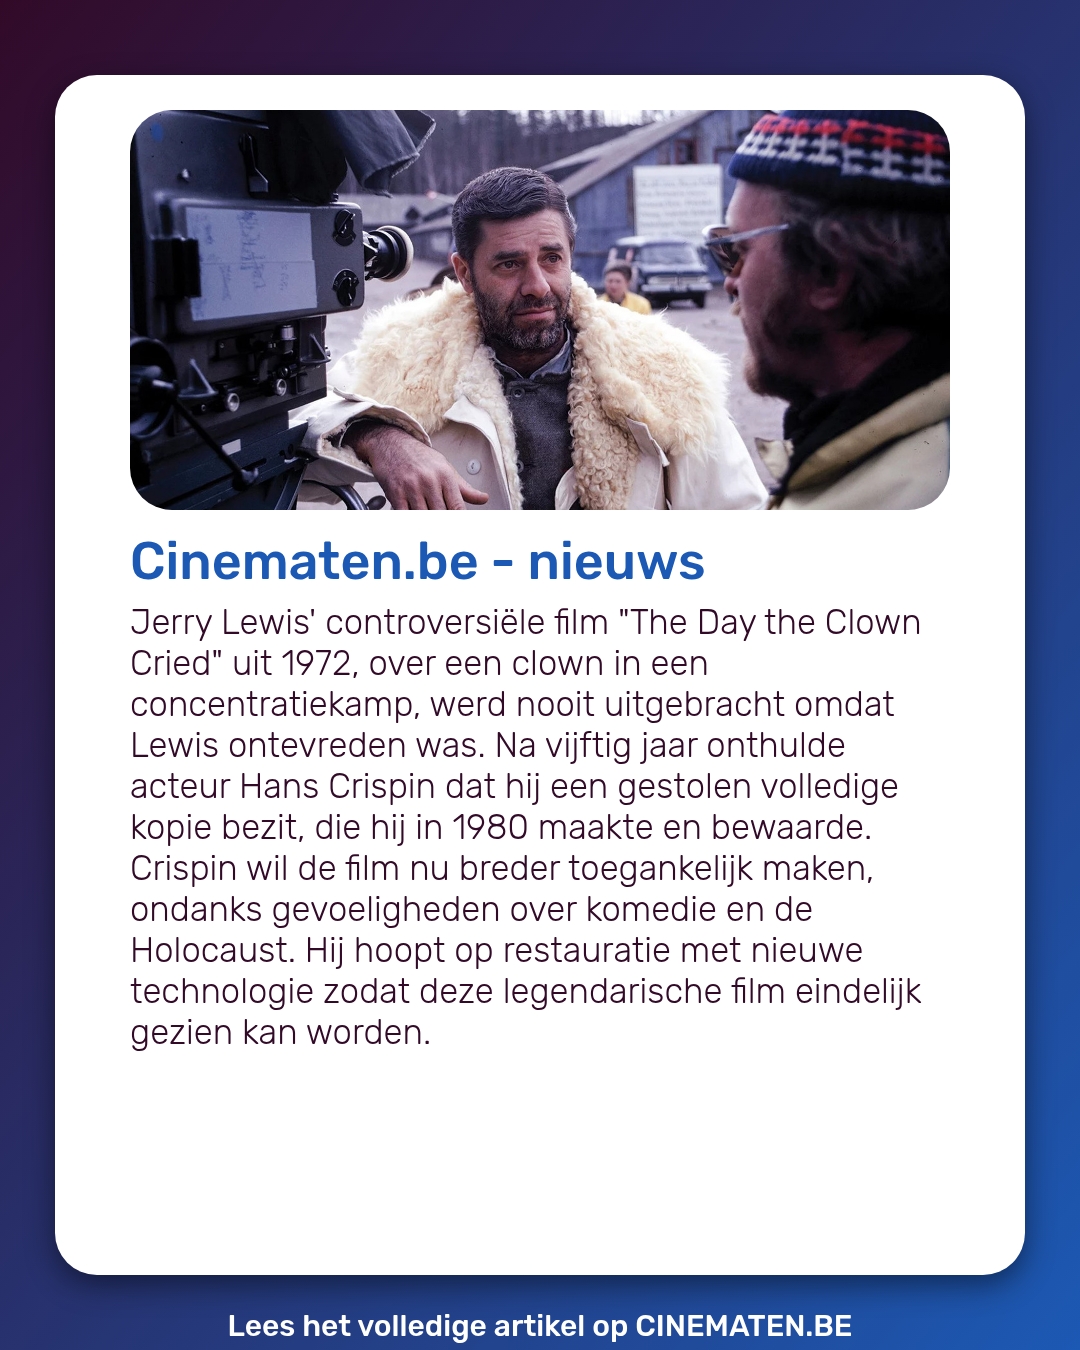 Cinematen.be - nieuws
Jerry Lewis' controversiële film "The Day the Clown
Cried" uit 1972, over een clown in een
concentratiekamp, werd nooit uitgebracht omdat
Lewis ontevreden was. Na vijftig jaar onthulde
acteur Hans Crispin dat hij een gestolen volledige
kopie bezit, die hij in 1980 maakte en bewaarde.
Crispin wil de film nu breder toegankelijk maken,
ondanks gevoeligheden over komedie en de
Holocaust. Hij hoopt op restauratie met nieuwe
technologie zodat deze legendarische film eindelijk
gezien kan worden.
Lees het volledige artikel op CINEMATEN.BE